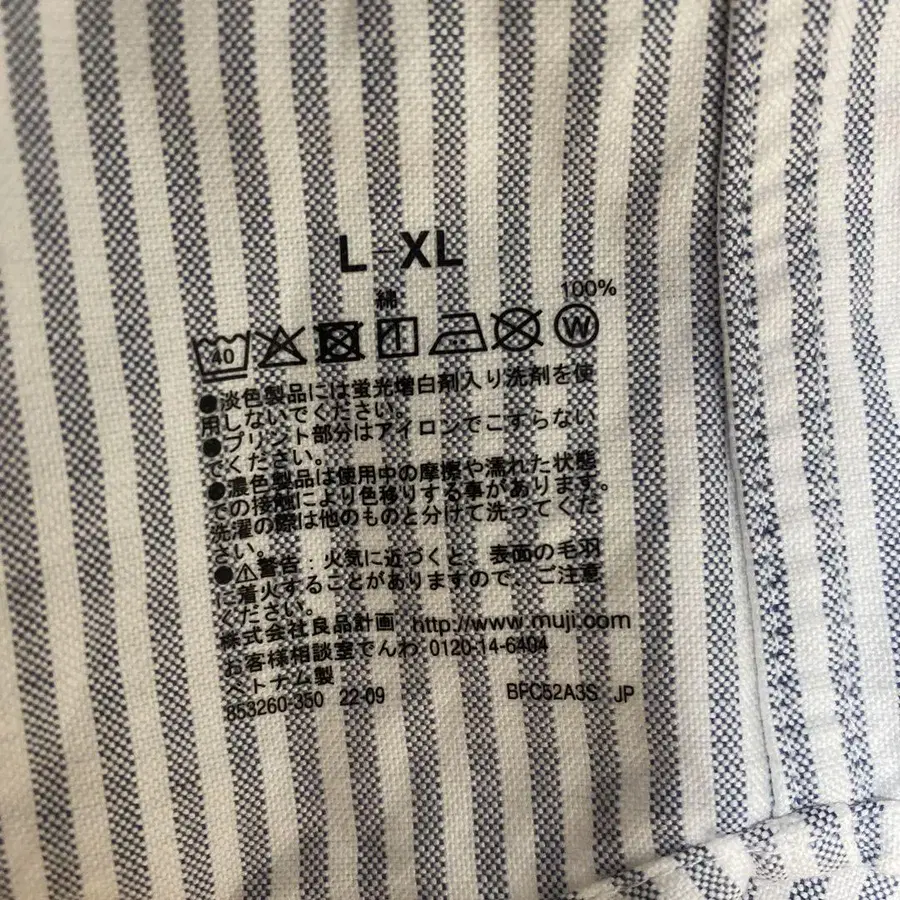 L-XL
綿 100%
40 W
●淡色製品には蛍光増白剤入り洗剤を使
用しないでください。
●プリント部分はアイロンでこすらない
でください。
●濃色製品は使用中の摩擦や濡れた状態
での接触により色移りする事があります。
洗濯の際は他のものと分けて洗ってくだ
さい。
●⚠警告:火気に近づくと、表面の毛羽
に着火することがありますので、ご注意
ください。
株式会社良品計画 http://www.muji.com
お客様相談室でんわ 0120-14-6404
ベトナム製
853260-350 22-09 BFC52A3S JP